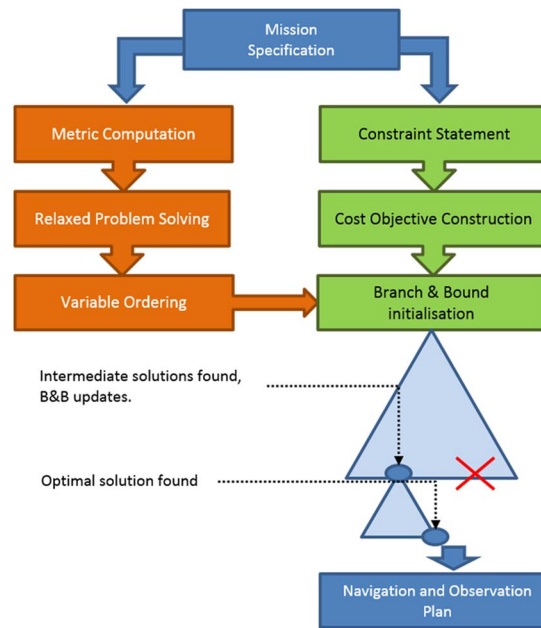 Mission
Specification
Metric Computation
Constraint Statement
Relaxed Problem Solving
Cost Objective Construction
Variable Ordering
Branch & Bound
initialisation
Intermediate solutions found,
B&B updates.
Optimal solution found
Navigation and Observation
Plan